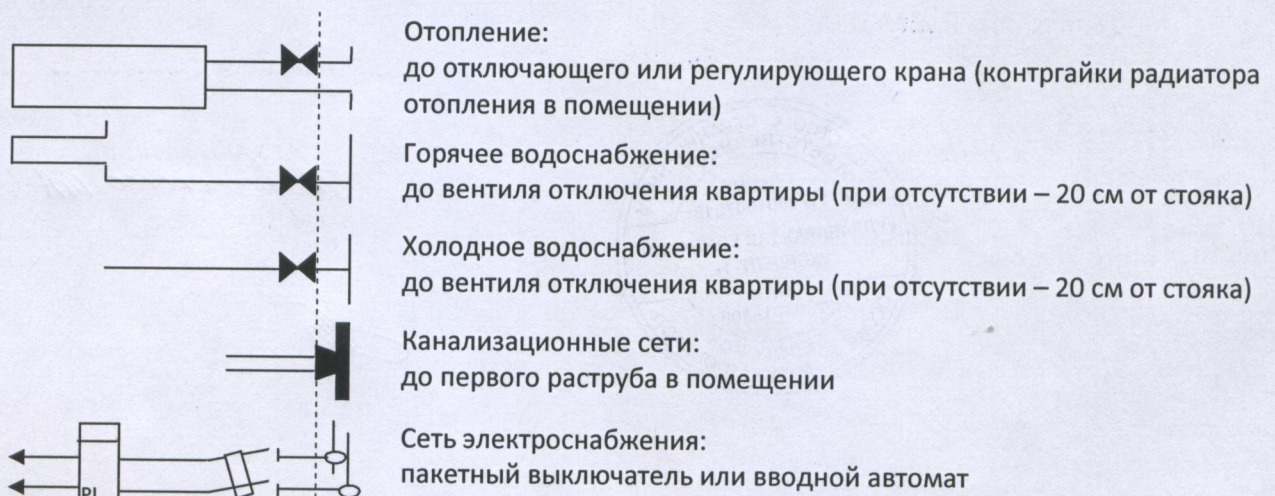 Отопление:
до отключающего или регулирующего крана (контргайки радиатора
отопления в помещении)
Горячее водоснабжение:
до вентиля отключения квартиры (при отсутствии – 20 см от стояка)
Холодное водоснабжение:
до вентиля отключения квартиры (при отсутствии – 20 см от стояка)
Канализационные сети:
до первого раструба в помещении
Сеть электроснабжения:
пакетный выключатель или вводной автомат